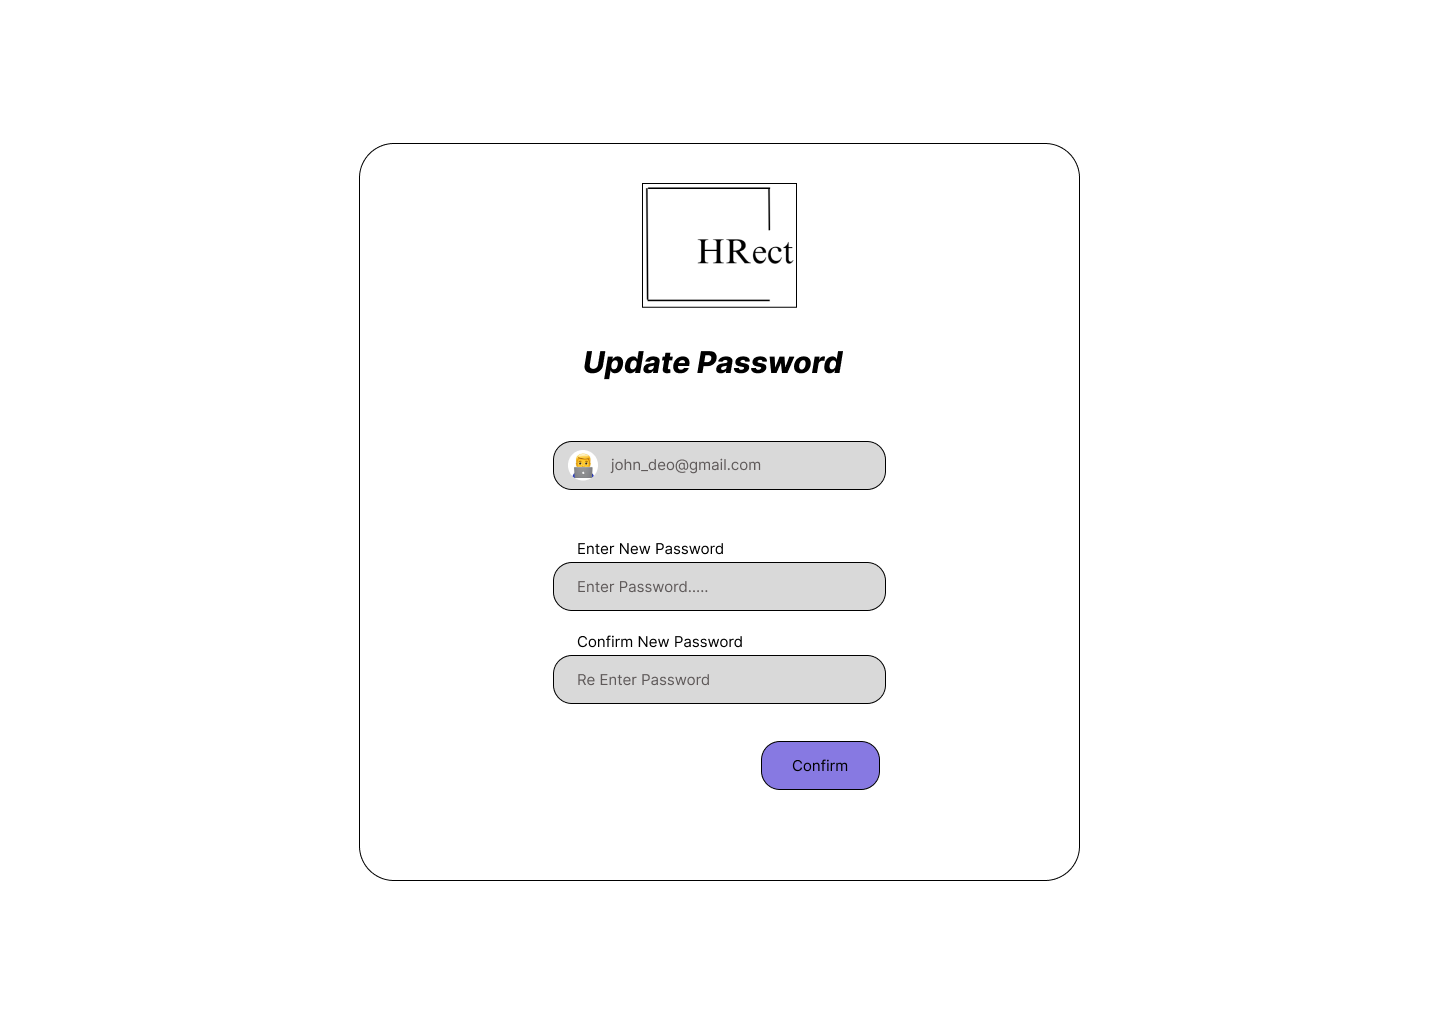 HRect
Update Password
john_deo@gmail.com
Enter New Password
Enter Password.....
Confirm New Password
Re Enter Password
Confirm